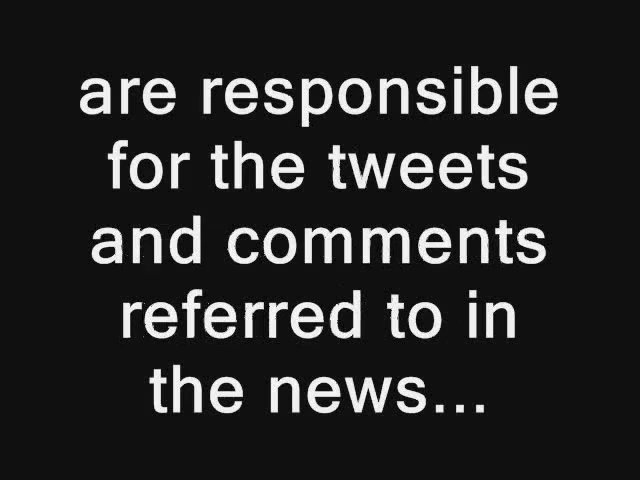 are responsible
for the tweets
and comments
referred to in
the news...